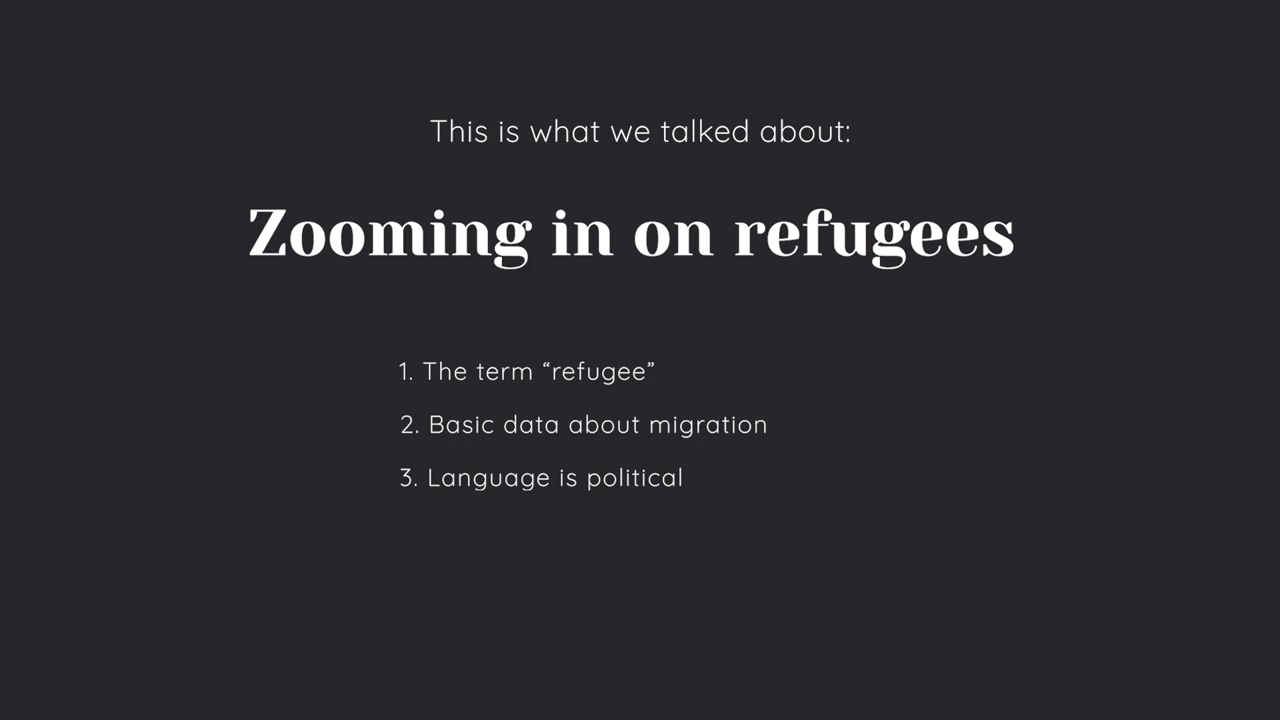 This is what we talked about:
Zooming in on refugees
1. The term “refugee”
2. Basic data about migration
3. Language is political